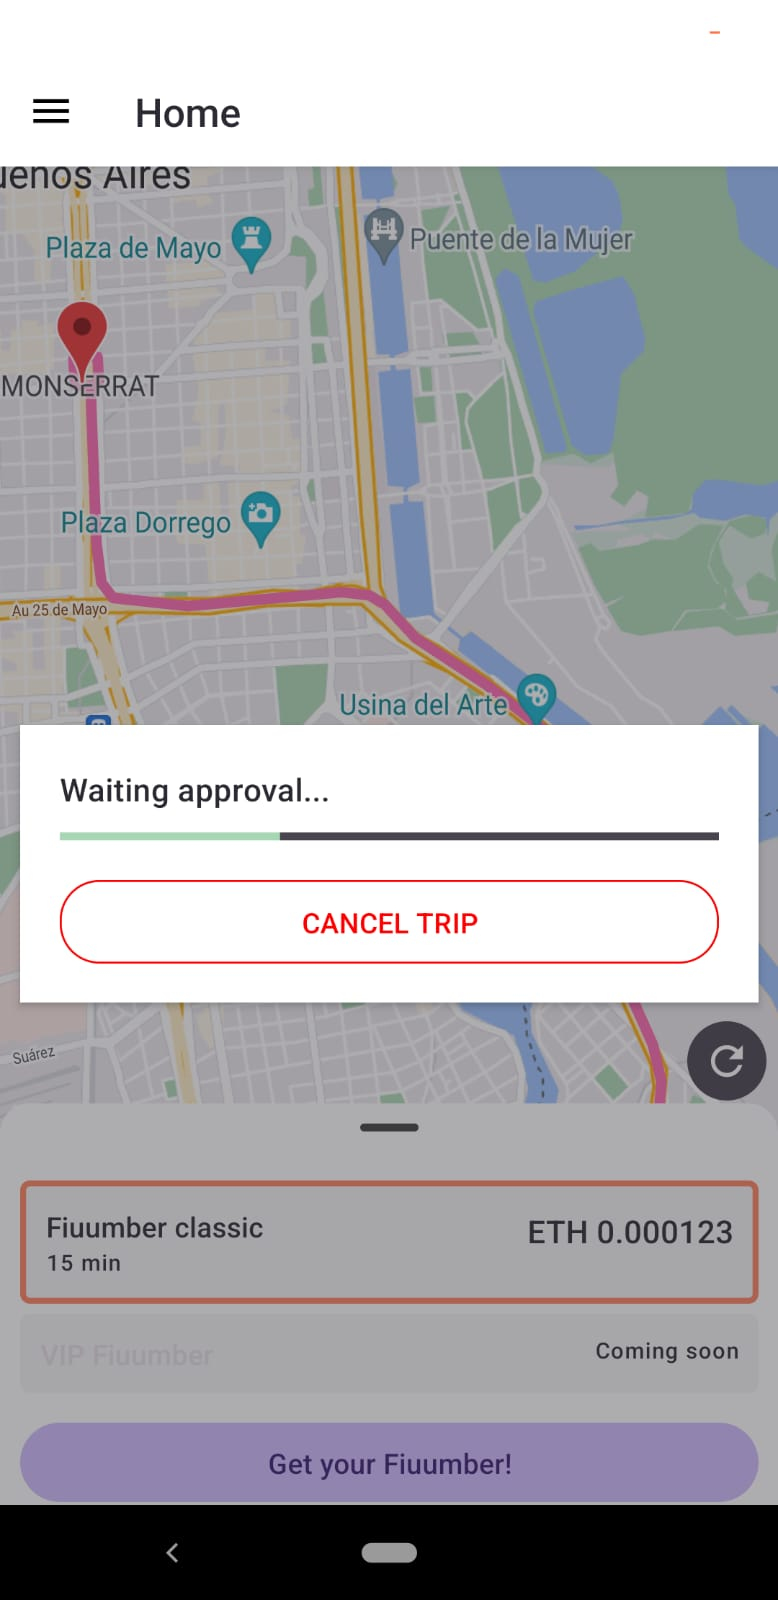 Home
uenos Aires
Plaza de Mayo
Puente de la Mujer
MONSERRAT
Plaza Dorrego
Au 25 de Mayo
Usina del Arte
Waiting approval...
CANCEL TRIP
Suárez
Fiuumber classic
ETH 0.000123
15 min
VIP Fiuumber
Coming soon
Get your Fiuumber!